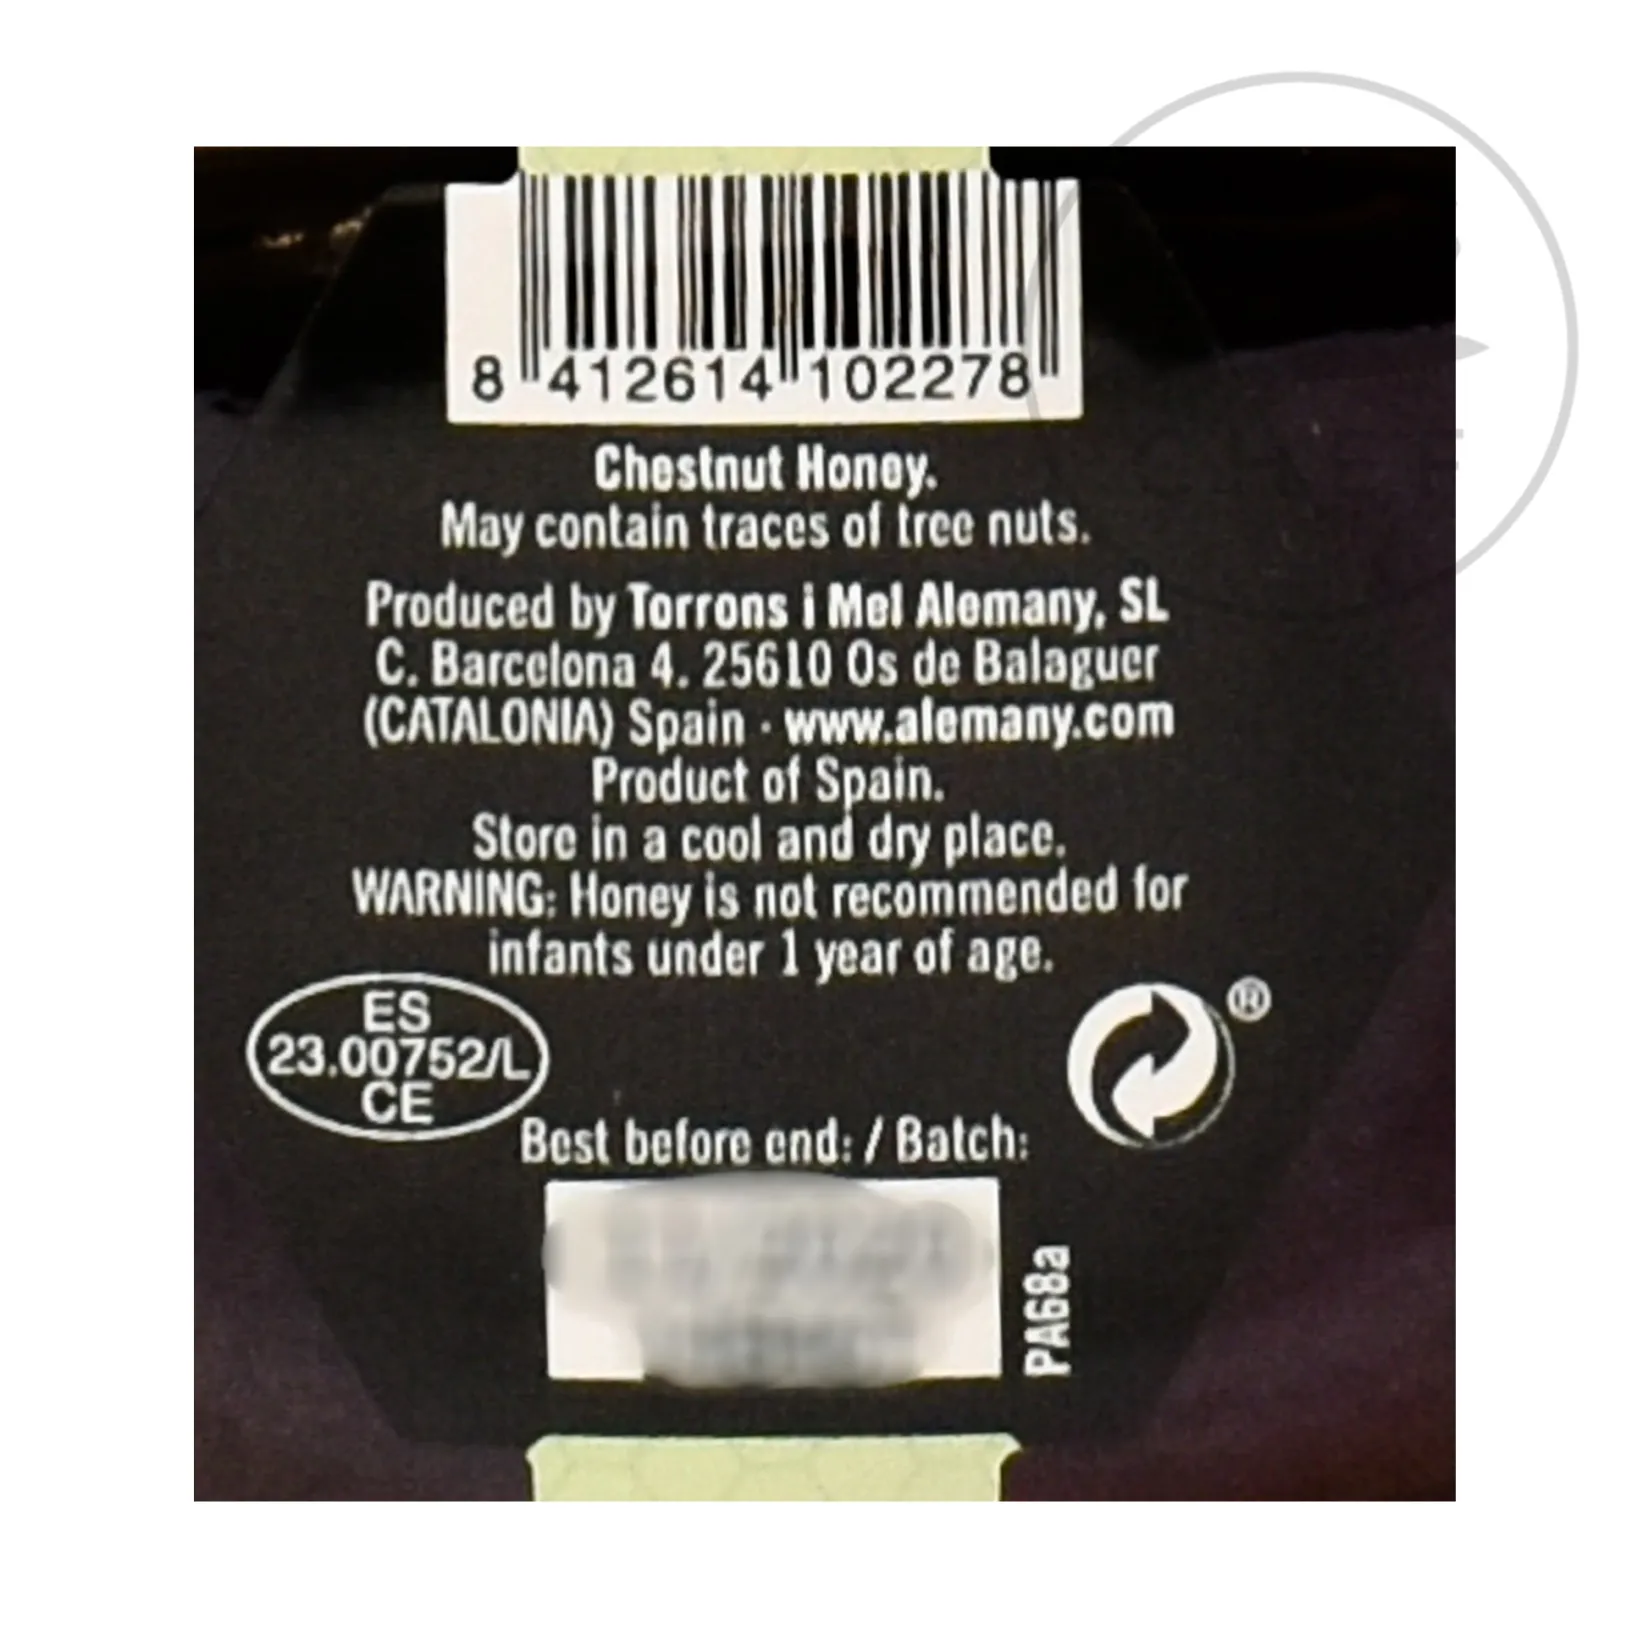 8 412614 102278
Chestnut Honey.
May contain traces of tree nuts.
Produced by Torrons i Mel Alemany, SL
C. Barcelona 4. 25610 Os de Balaguer
(CATALONIA) Spain · www.alemany.com
Product of Spain.
Store in a cool and dry place.
WARNING: Honey is not recommended for
infants under 1 year of age.
ES
23.00752/L
CE
®
Best before end: / Batch:
PA68a